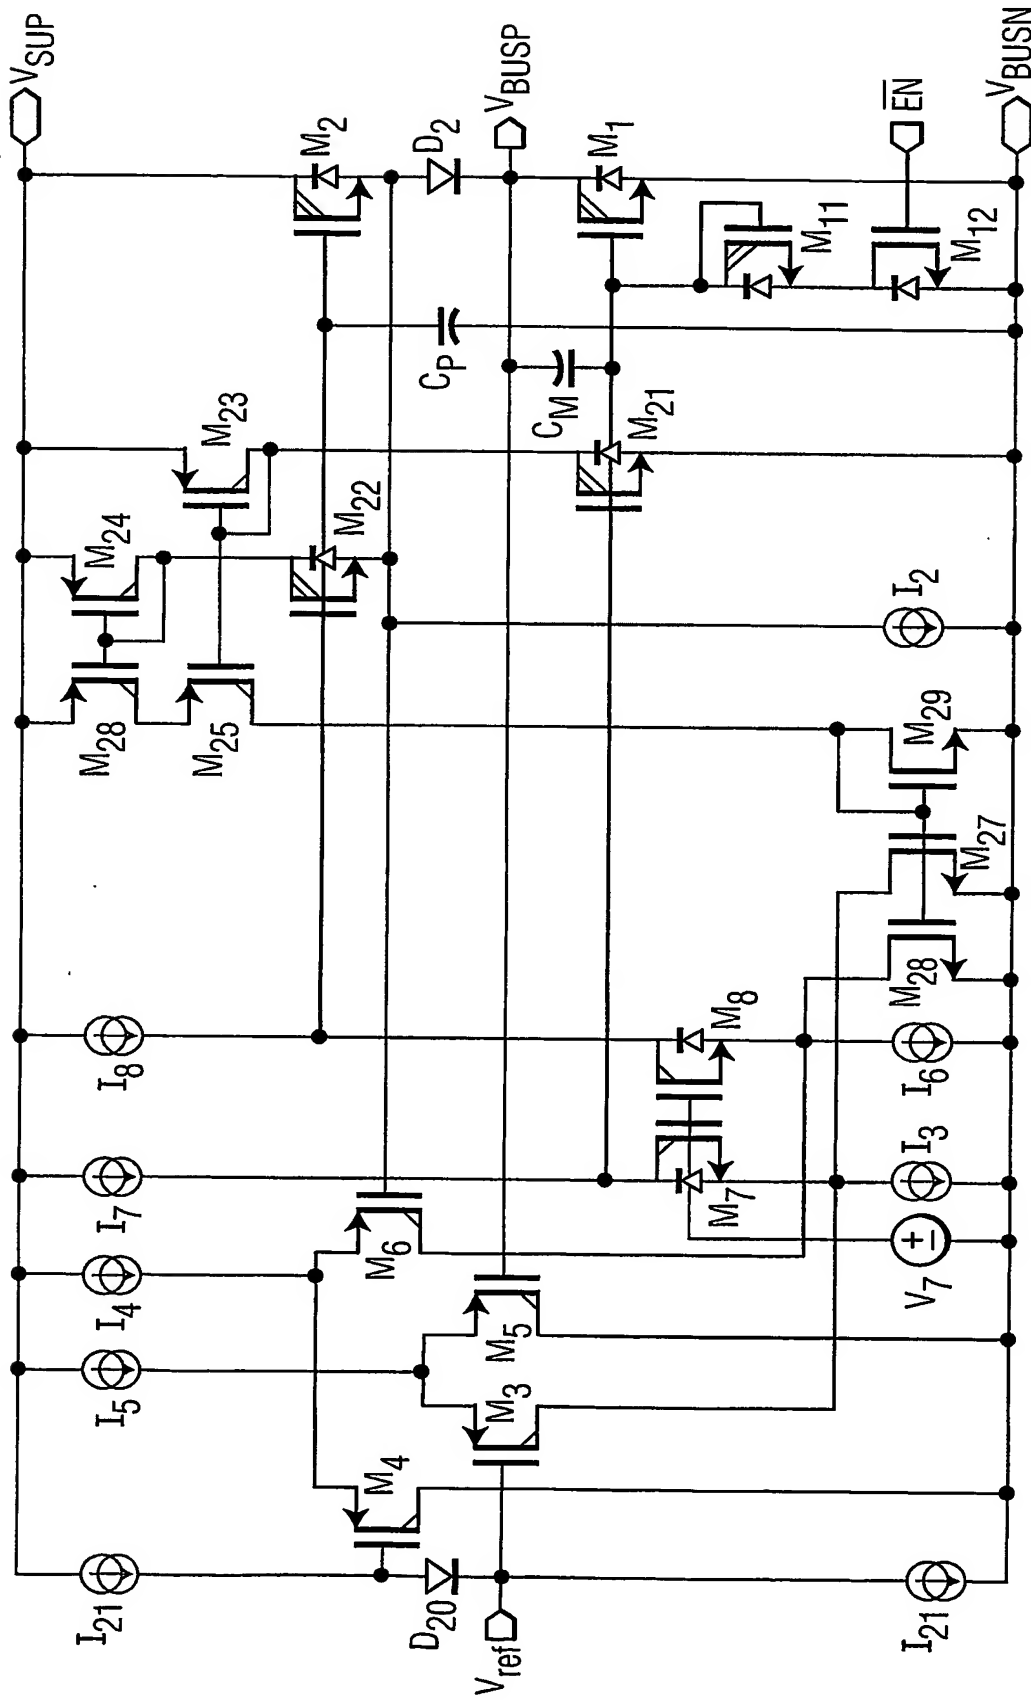 V_SUP
V_BUSP
V_BUSN
EN
M_2
D_2
M_1
M_11
M_12
C_P
C_M
M_21
M_23
M_22
M_24
M_28
M_25
I_2
M_29
M_27
M_28
I_8
I_7
I_4
I_5
I_21
M_8
M_7
M_6
M_5
M_3
M_4
D_20
V_ref
I_6
I_3
V_7
+
−
I_21